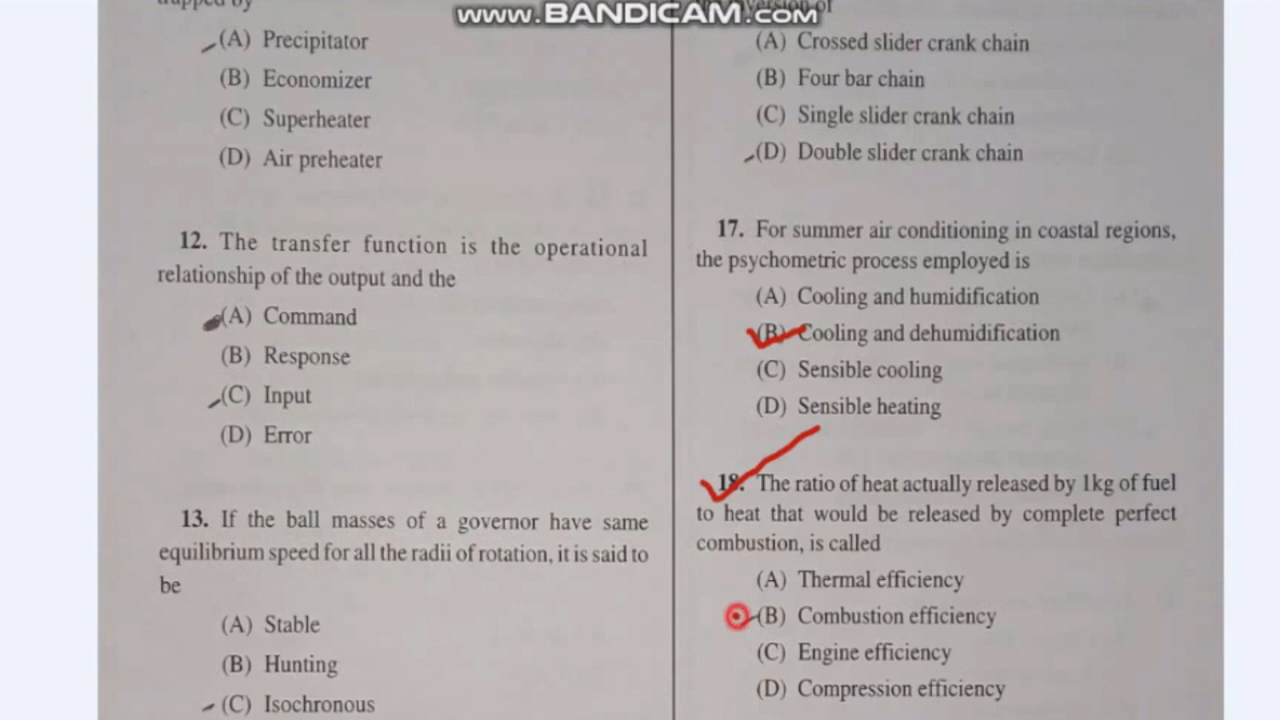 www.BANDICAM.com
trapped by
(A) Precipitator
(B) Economizer
(C) Superheater
(D) Air preheater
12. The transfer function is the operational
relationship of the output and the
(A) Command
(B) Response
(C) Input
(D) Error
13. If the ball masses of a governor have same
equilibrium speed for all the radii of rotation, it is said to
be
(A) Stable
(B) Hunting
(C) Isochronous
of
(A) Crossed slider crank chain
(B) Four bar chain
(C) Single slider crank chain
(D) Double slider crank chain
17. For summer air conditioning in coastal regions,
the psychometric process employed is
(A) Cooling and humidification
(B) Cooling and dehumidification
(C) Sensible cooling
(D) Sensible heating
18. The ratio of heat actually released by 1kg of fuel
to heat that would be released by complete perfect
combustion, is called
(A) Thermal efficiency
(B) Combustion efficiency
(C) Engine efficiency
(D) Compression efficiency